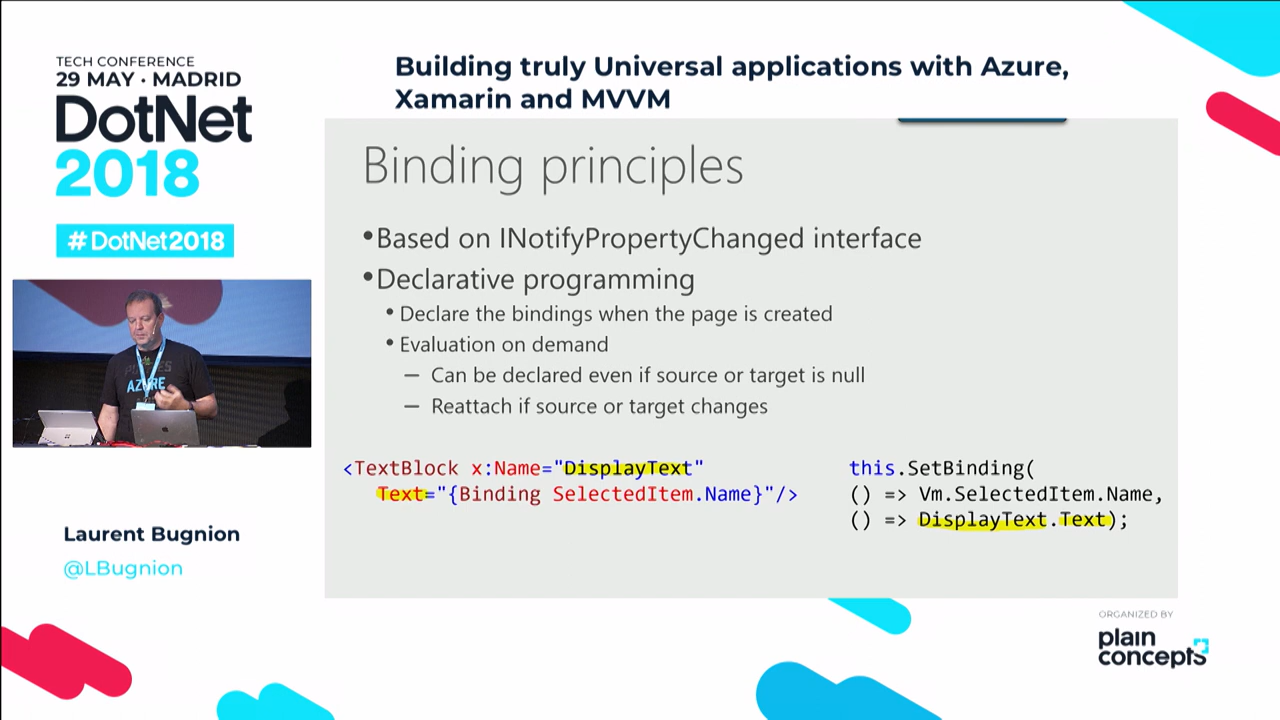 TECH CONFERENCE
29 MAY · MADRID
DotNet
2018
#DotNet2018
Building truly Universal applications with Azure,
Xamarin and MVVM
Binding principles
•Based on INotifyPropertyChanged interface
•Declarative programming
•Declare the bindings when the page is created
•Evaluation on demand
— Can be declared even if source or target is null
— Reattach if source or target changes
<TextBlock x:Name="DisplayText"
Text="{Binding SelectedItem.Name}"/>
this.SetBinding(
() => Vm.SelectedItem.Name,
() => DisplayText.Text);
AZURE
Laurent Bugnion
@LBugnion
ORGANIZED BY
plain
concepts